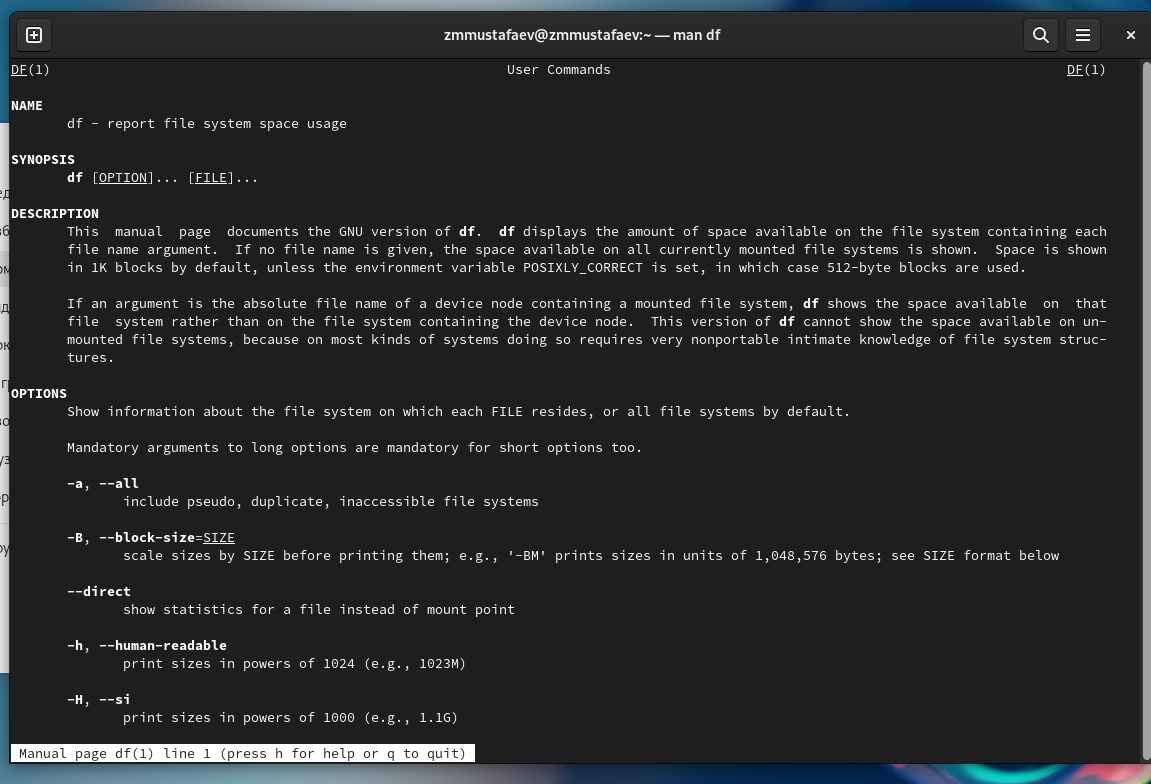 zmmustafaev@zmmustafaev:~ — man df
DF(1) User Commands DF(1)
NAME
df - report file system space usage
SYNOPSIS
df [OPTION]... [FILE]...
DESCRIPTION
This manual page documents the GNU version of df. df displays the amount of space available on the file system containing each
file name argument. If no file name is given, the space available on all currently mounted file systems is shown. Space is shown
in 1K blocks by default, unless the environment variable POSIXLY_CORRECT is set, in which case 512-byte blocks are used.
If an argument is the absolute file name of a device node containing a mounted file system, df shows the space available on that
file system rather than on the file system containing the device node. This version of df cannot show the space available on un-
mounted file systems, because on most kinds of systems doing so requires very nonportable intimate knowledge of file system struc-
tures.
OPTIONS
Show information about the file system on which each FILE resides, or all file systems by default.
Mandatory arguments to long options are mandatory for short options too.
-a, --all
include pseudo, duplicate, inaccessible file systems
-B, --block-size=SIZE
scale sizes by SIZE before printing them; e.g., '-BM' prints sizes in units of 1,048,576 bytes; see SIZE format below
--direct
show statistics for a file instead of mount point
-h, --human-readable
print sizes in powers of 1024 (e.g., 1023M)
-H, --si
print sizes in powers of 1000 (e.g., 1.1G)
Manual page df(1) line 1 (press h for help or q to quit)